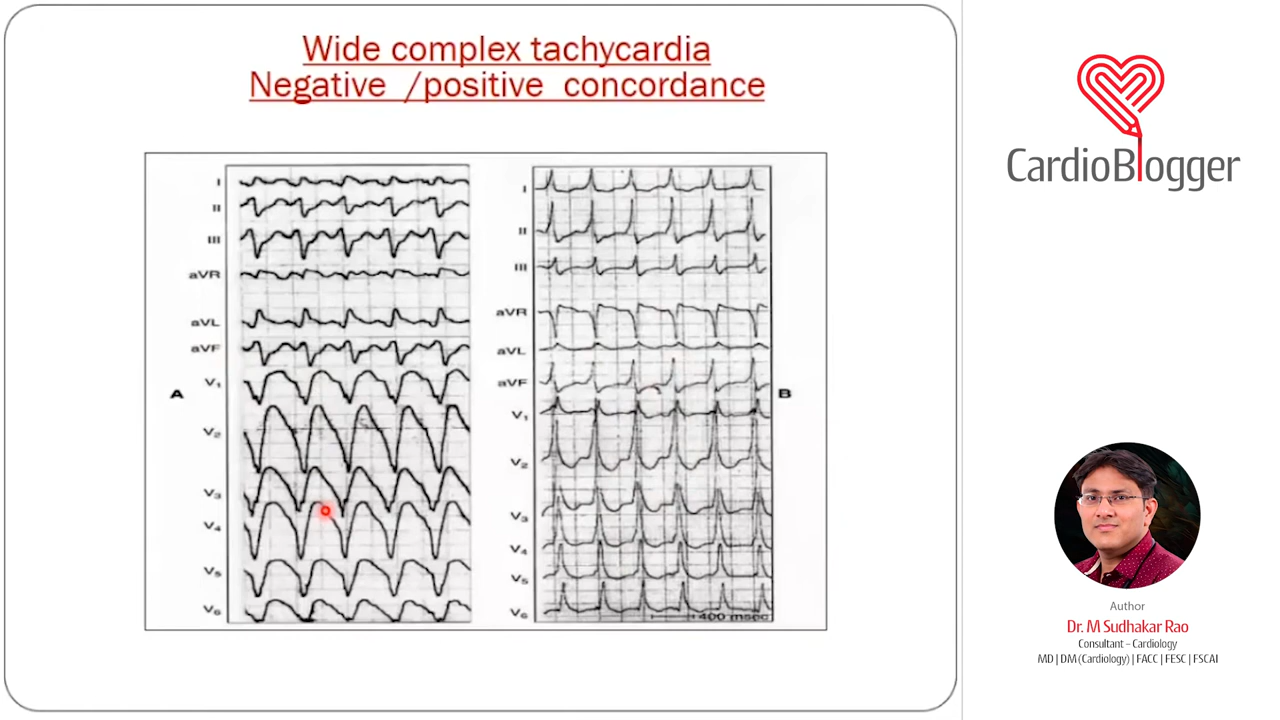 Wide complex tachycardia
Negative /positive concordance
I
II
III
aVR
aVL
aVF
V1
V2
V3
V4
V5
V6
A
I
II
III
aVR
aVL
aVF
V1
V2
V3
V4
V5
V6
B
400 msec
CardioBlogger
Author
Dr. M Sudhakar Rao
Consultant – Cardiology
MD | DM (Cardiology) | FACC | FESC | FSCAI